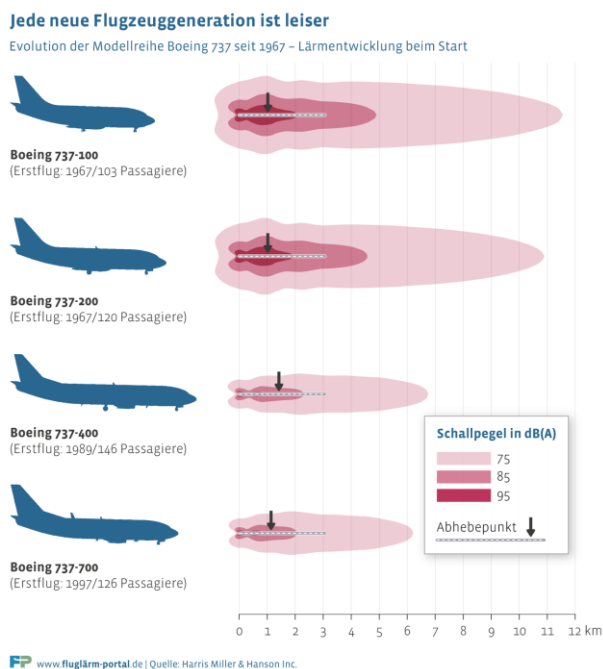 Jede neue Flugzeuggeneration ist leiser
Evolution der Modellreihe Boeing 737 seit 1967 – Lärmentwicklung beim Start
Boeing 737-100
(Erstflug: 1967/103 Passagiere)
Boeing 737-200
(Erstflug: 1967/120 Passagiere)
Boeing 737-400
(Erstflug: 1989/146 Passagiere)
Boeing 737-700
(Erstflug: 1997/126 Passagiere)
Schallpegel in dB(A)
75
85
95
Abhebepunkt
0 1 2 3 4 5 6 7 8 9 10 11 12 km
FP www.fluglärm-portal.de | Quelle: Harris Miller & Hanson Inc.